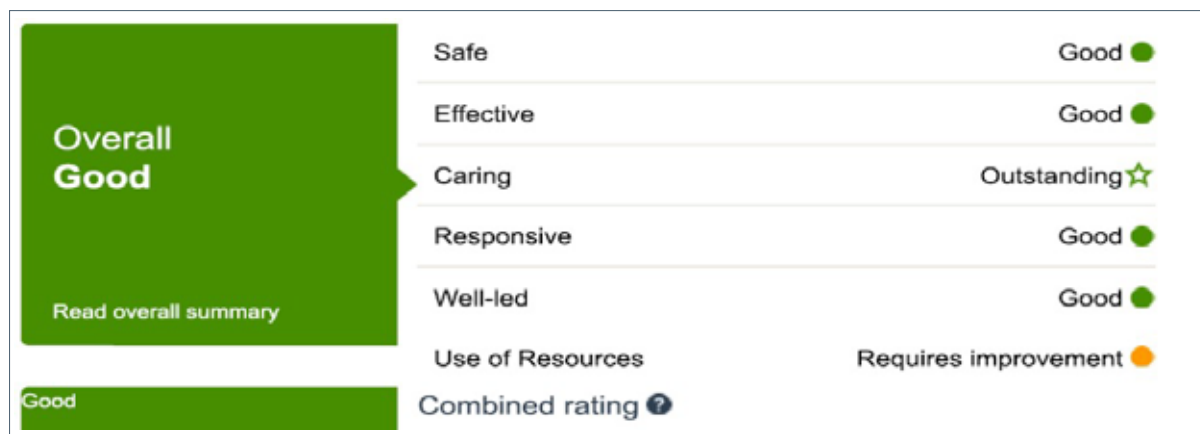 Overall
Good
Read overall summary
Safe Good
Effective Good
Caring Outstanding
Responsive Good
Well-led Good
Use of Resources Requires improvement
Good
Combined rating ?